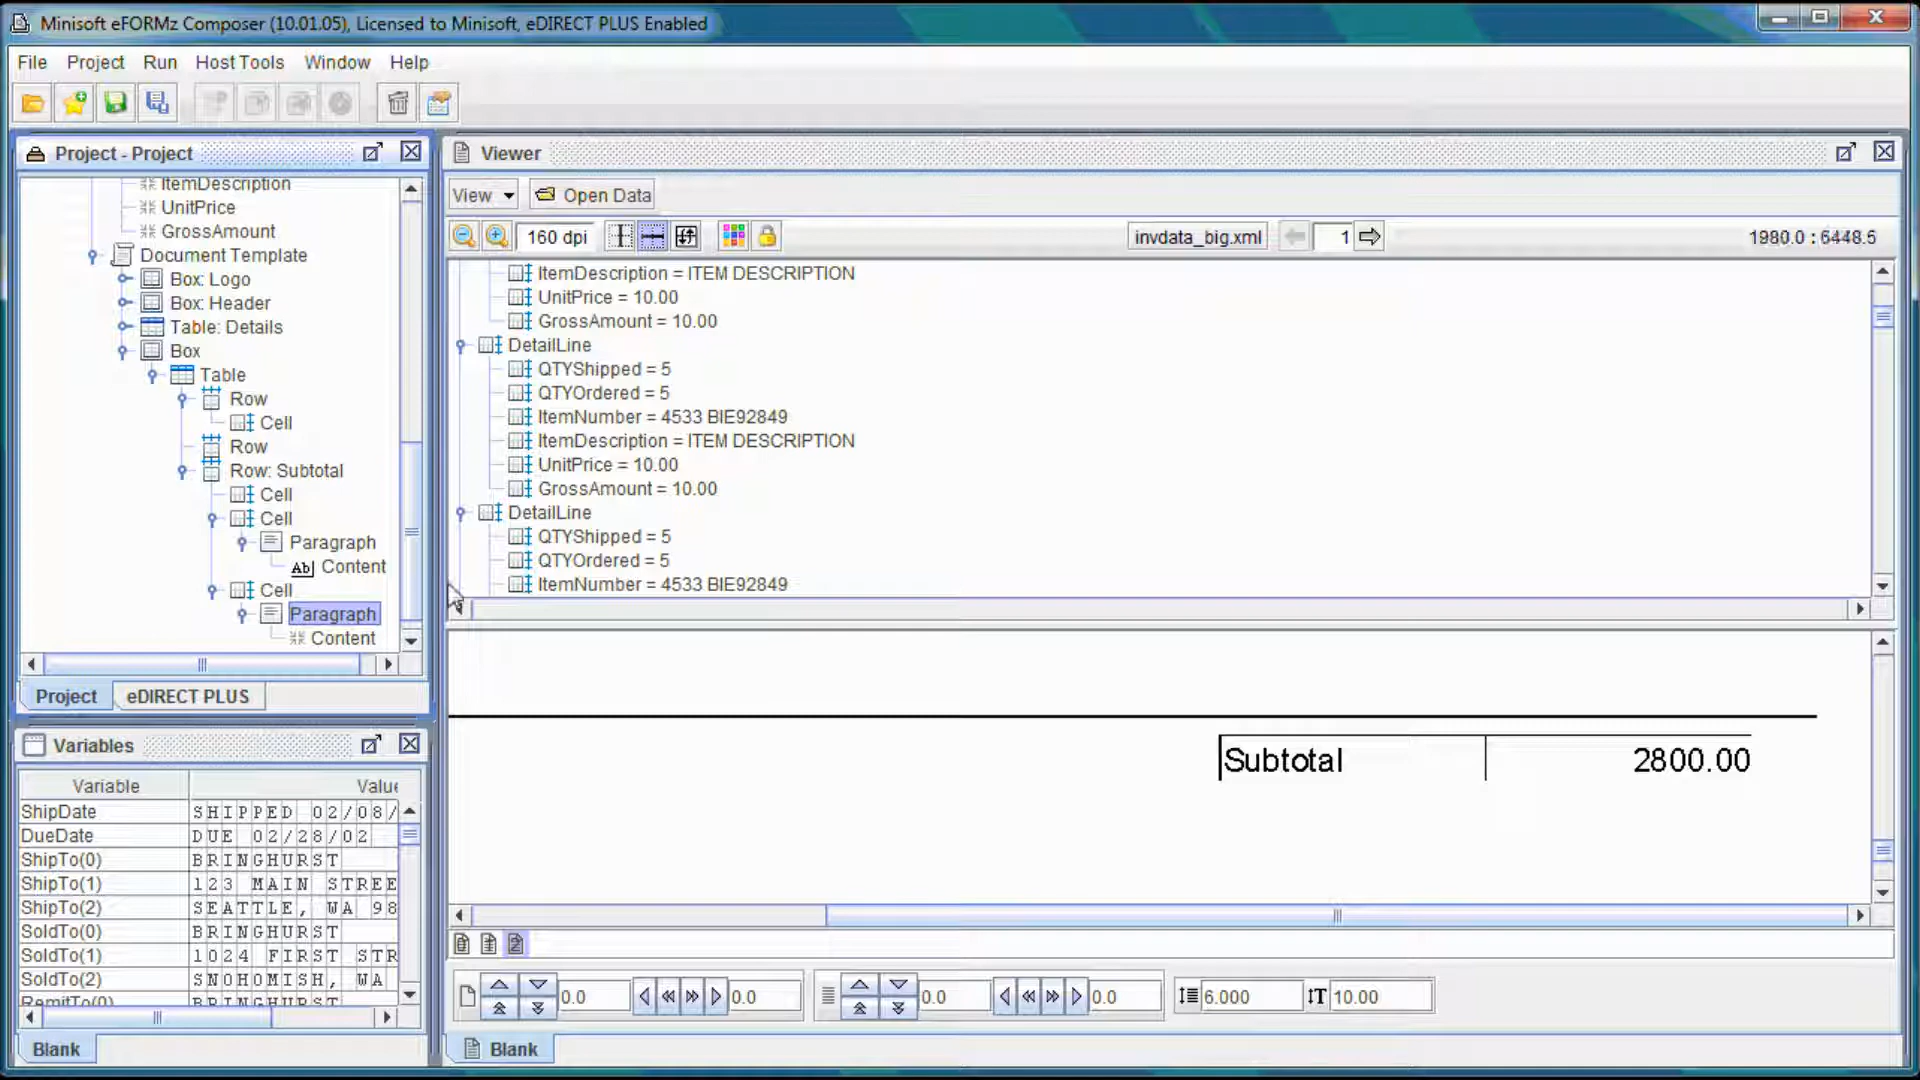 Minisoft eFORMz Composer (10.01.05), Licensed to Minisoft, eDIRECT PLUS Enabled
File Project Run Host Tools Window Help
Project - Project
ItemDescription
UnitPrice
GrossAmount
Document Template
Box: Logo
Box: Header
Table: Details
Box
Table
Row
Cell
Row
Row: Subtotal
Cell
Cell
Paragraph
Ab Content
Cell
Paragraph
Content
Project eDIRECT PLUS
Variables
Variable Value
ShipDate SHIPPED 02/08/
DueDate DUE 02/28/02
ShipTo(0) BRINGHURST
ShipTo(1) 123 MAIN STREE
ShipTo(2) SEATTLE, WA 98
SoldTo(0) BRINGHURST
SoldTo(1) 1024 FIRST STR
SoldTo(2) SNOHOMISH, WA
RemitTo(0) BRINGHURST
Blank
Viewer
View Open Data
160 dpi invdata_big.xml 1 1980.0 : 6448.5
ItemDescription = ITEM DESCRIPTION
UnitPrice = 10.00
GrossAmount = 10.00
DetailLine
QTYShipped = 5
QTYOrdered = 5
ItemNumber = 4533 BIE92849
ItemDescription = ITEM DESCRIPTION
UnitPrice = 10.00
GrossAmount = 10.00
DetailLine
QTYShipped = 5
QTYOrdered = 5
ItemNumber = 4533 BIE92849
Subtotal 2800.00
2
0.0 0.0 0.0 0.0 6.000 10.00
Blank